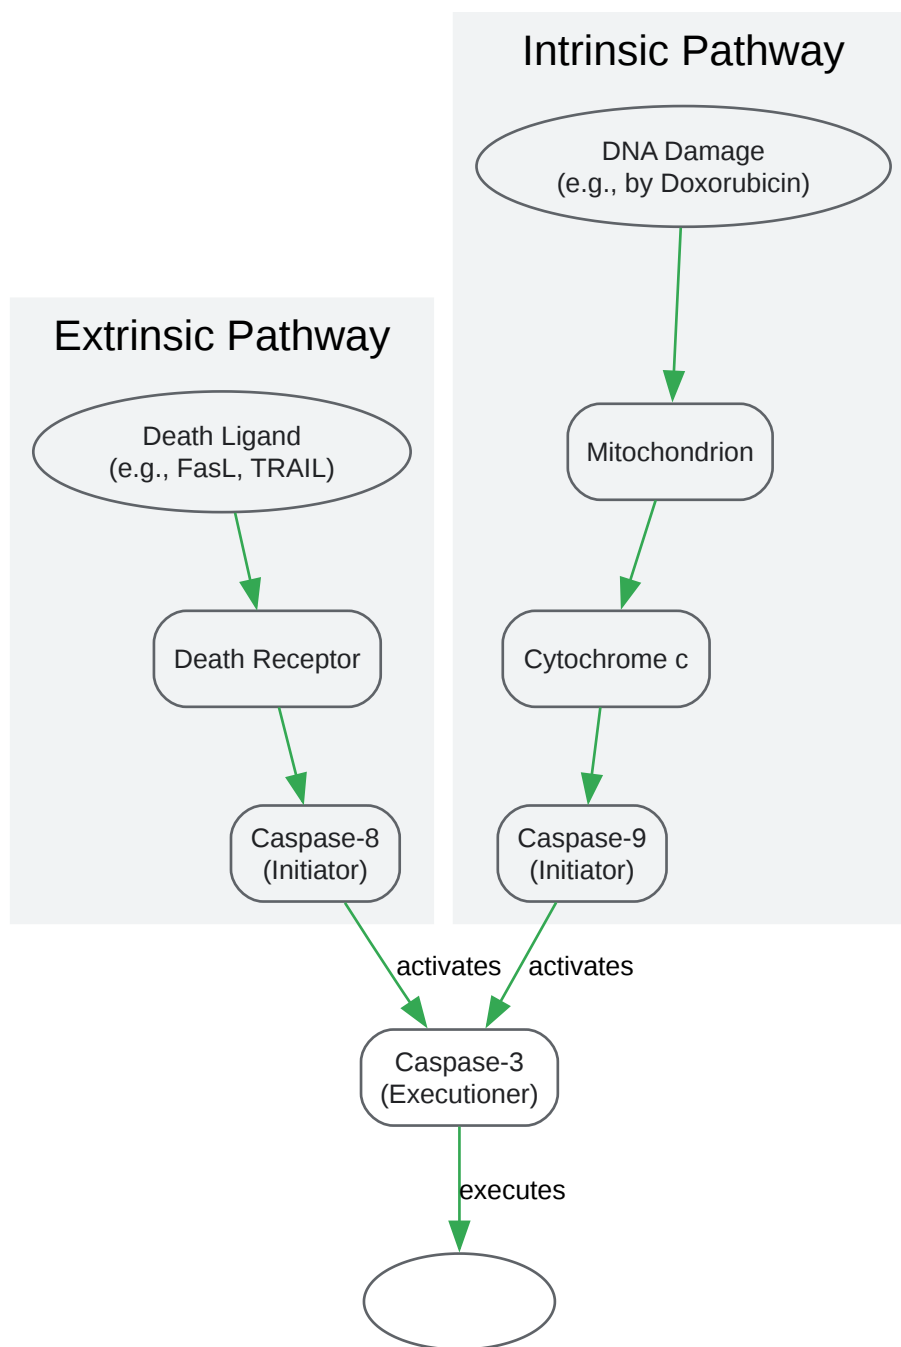 Intrinsic Pathway
DNA Damage
(e.g., by Doxorubicin)
Extrinsic Pathway
Death Ligand
(e.g., FasL, TRAIL)
Mitochondrion
Death Receptor
Cytochrome c
Caspase-8
(Initiator)
Caspase-9
(Initiator)
activates
activates
Caspase-3
(Executioner)
executes